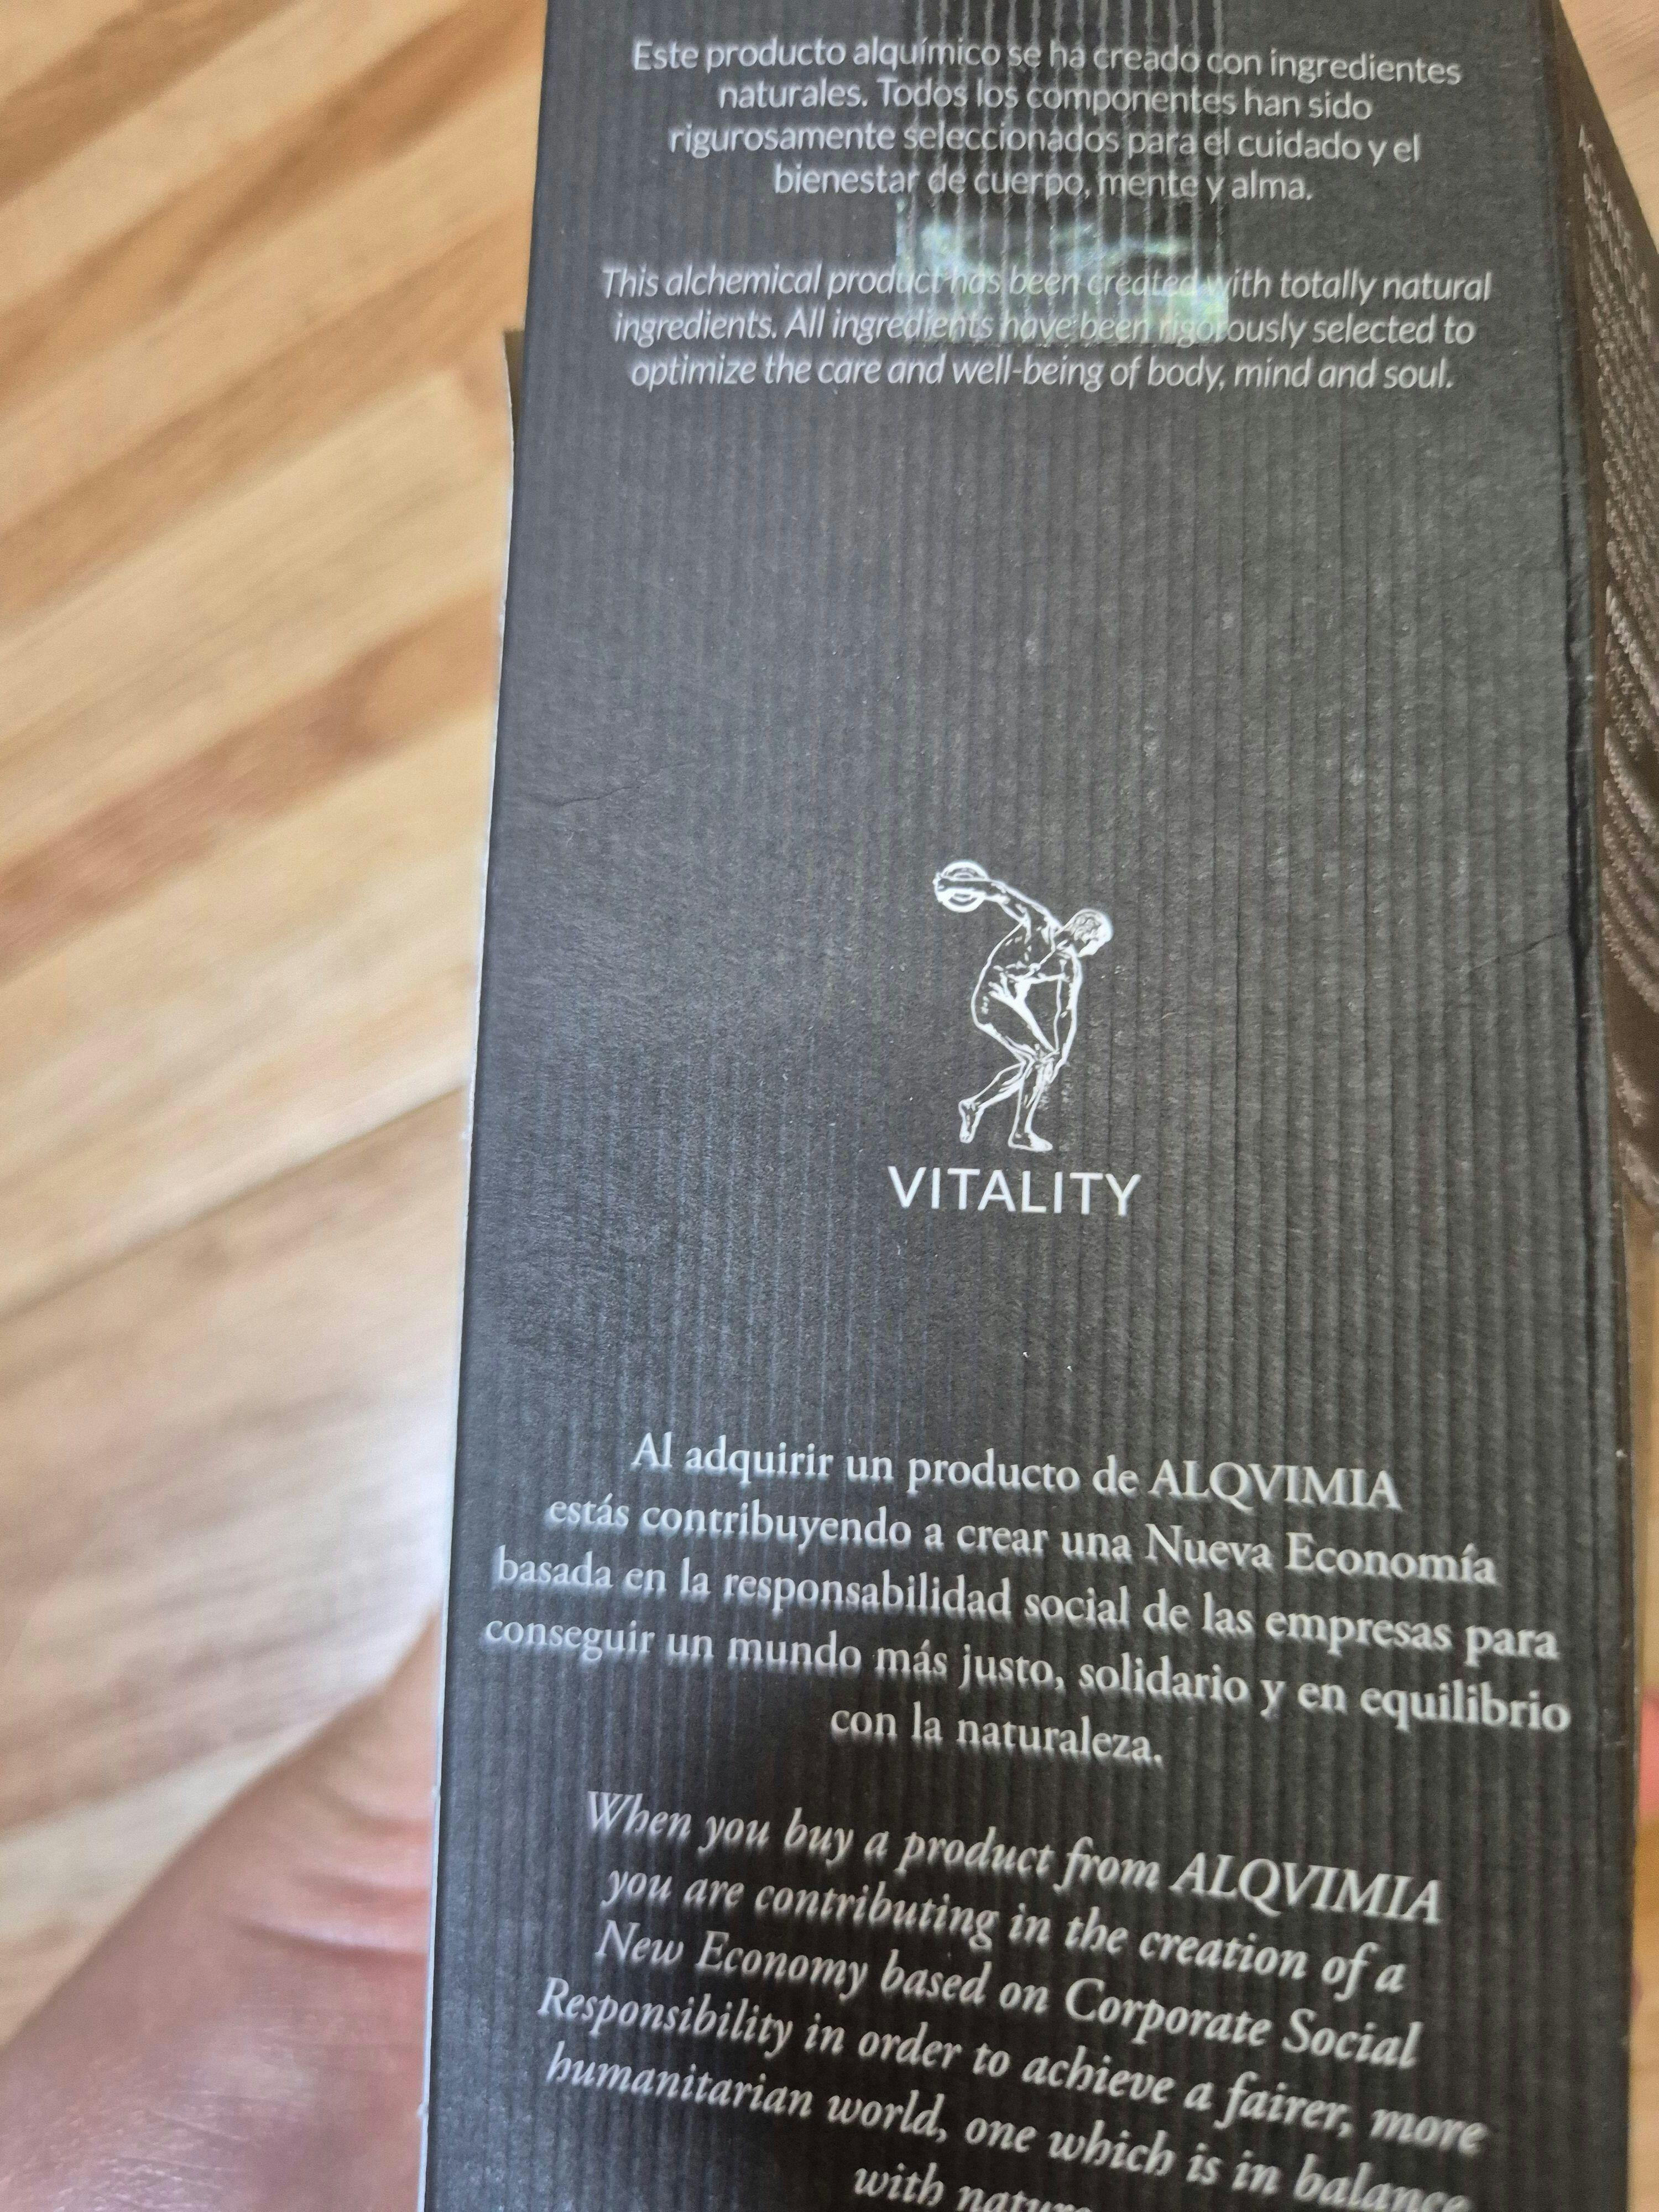 Este producto alquímico se ha creado con ingredientes
naturales. Todos los componentes han sido
rigurosamente seleccionados para el cuidado y el
bienestar de cuerpo, mente y alma.
This alchemical product has been created with totally natural
ingredients. All ingredients have been rigorously selected to
optimize the care and well-being of body, mind and soul.
VITALITY
Al adquirir un producto de ALQVIMIA
estás contribuyendo a crear una Nueva Economía
basada en la responsabilidad social de las empresas para
conseguir un mundo más justo, solidario y en equilibrio
con la naturaleza.
When you buy a product from ALQVIMIA
you are contributing in the creation of a
New Economy based on Corporate Social
Responsibility in order to achieve a fairer, more
humanitarian world, one which is in balance
with nature